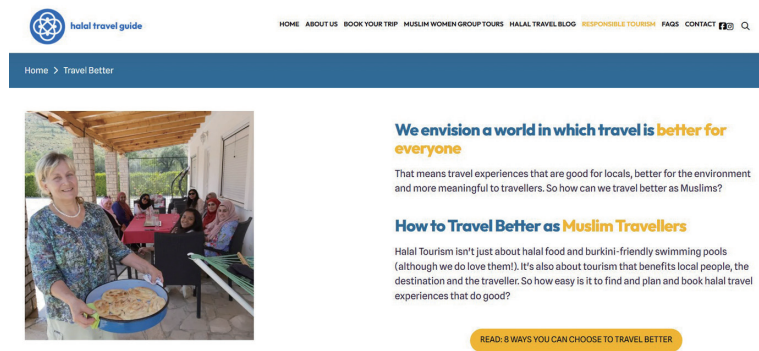 halal travel guide
HOME ABOUT US BOOK YOUR TRIP MUSLIM WOMEN GROUP TOURS HALAL TRAVEL BLOG RESPONSIBLE TOURISM FAQS CONTACT
Home > Travel Better
We envision a world in which travel is better for
everyone
That means travel experiences that are good for locals, better for the environment
and more meaningful to travellers. So how can we travel better as Muslims?
How to Travel Better as Muslim Travellers
Halal Tourism isn't just about halal food and burkini-friendly swimming pools
(although we do love them!). It's also about tourism that benefits local people, the
destination and the traveller. So how easy is it to find and plan and book halal travel
experiences that do good?
READ: 8 WAYS YOU CAN CHOOSE TO TRAVEL BETTER